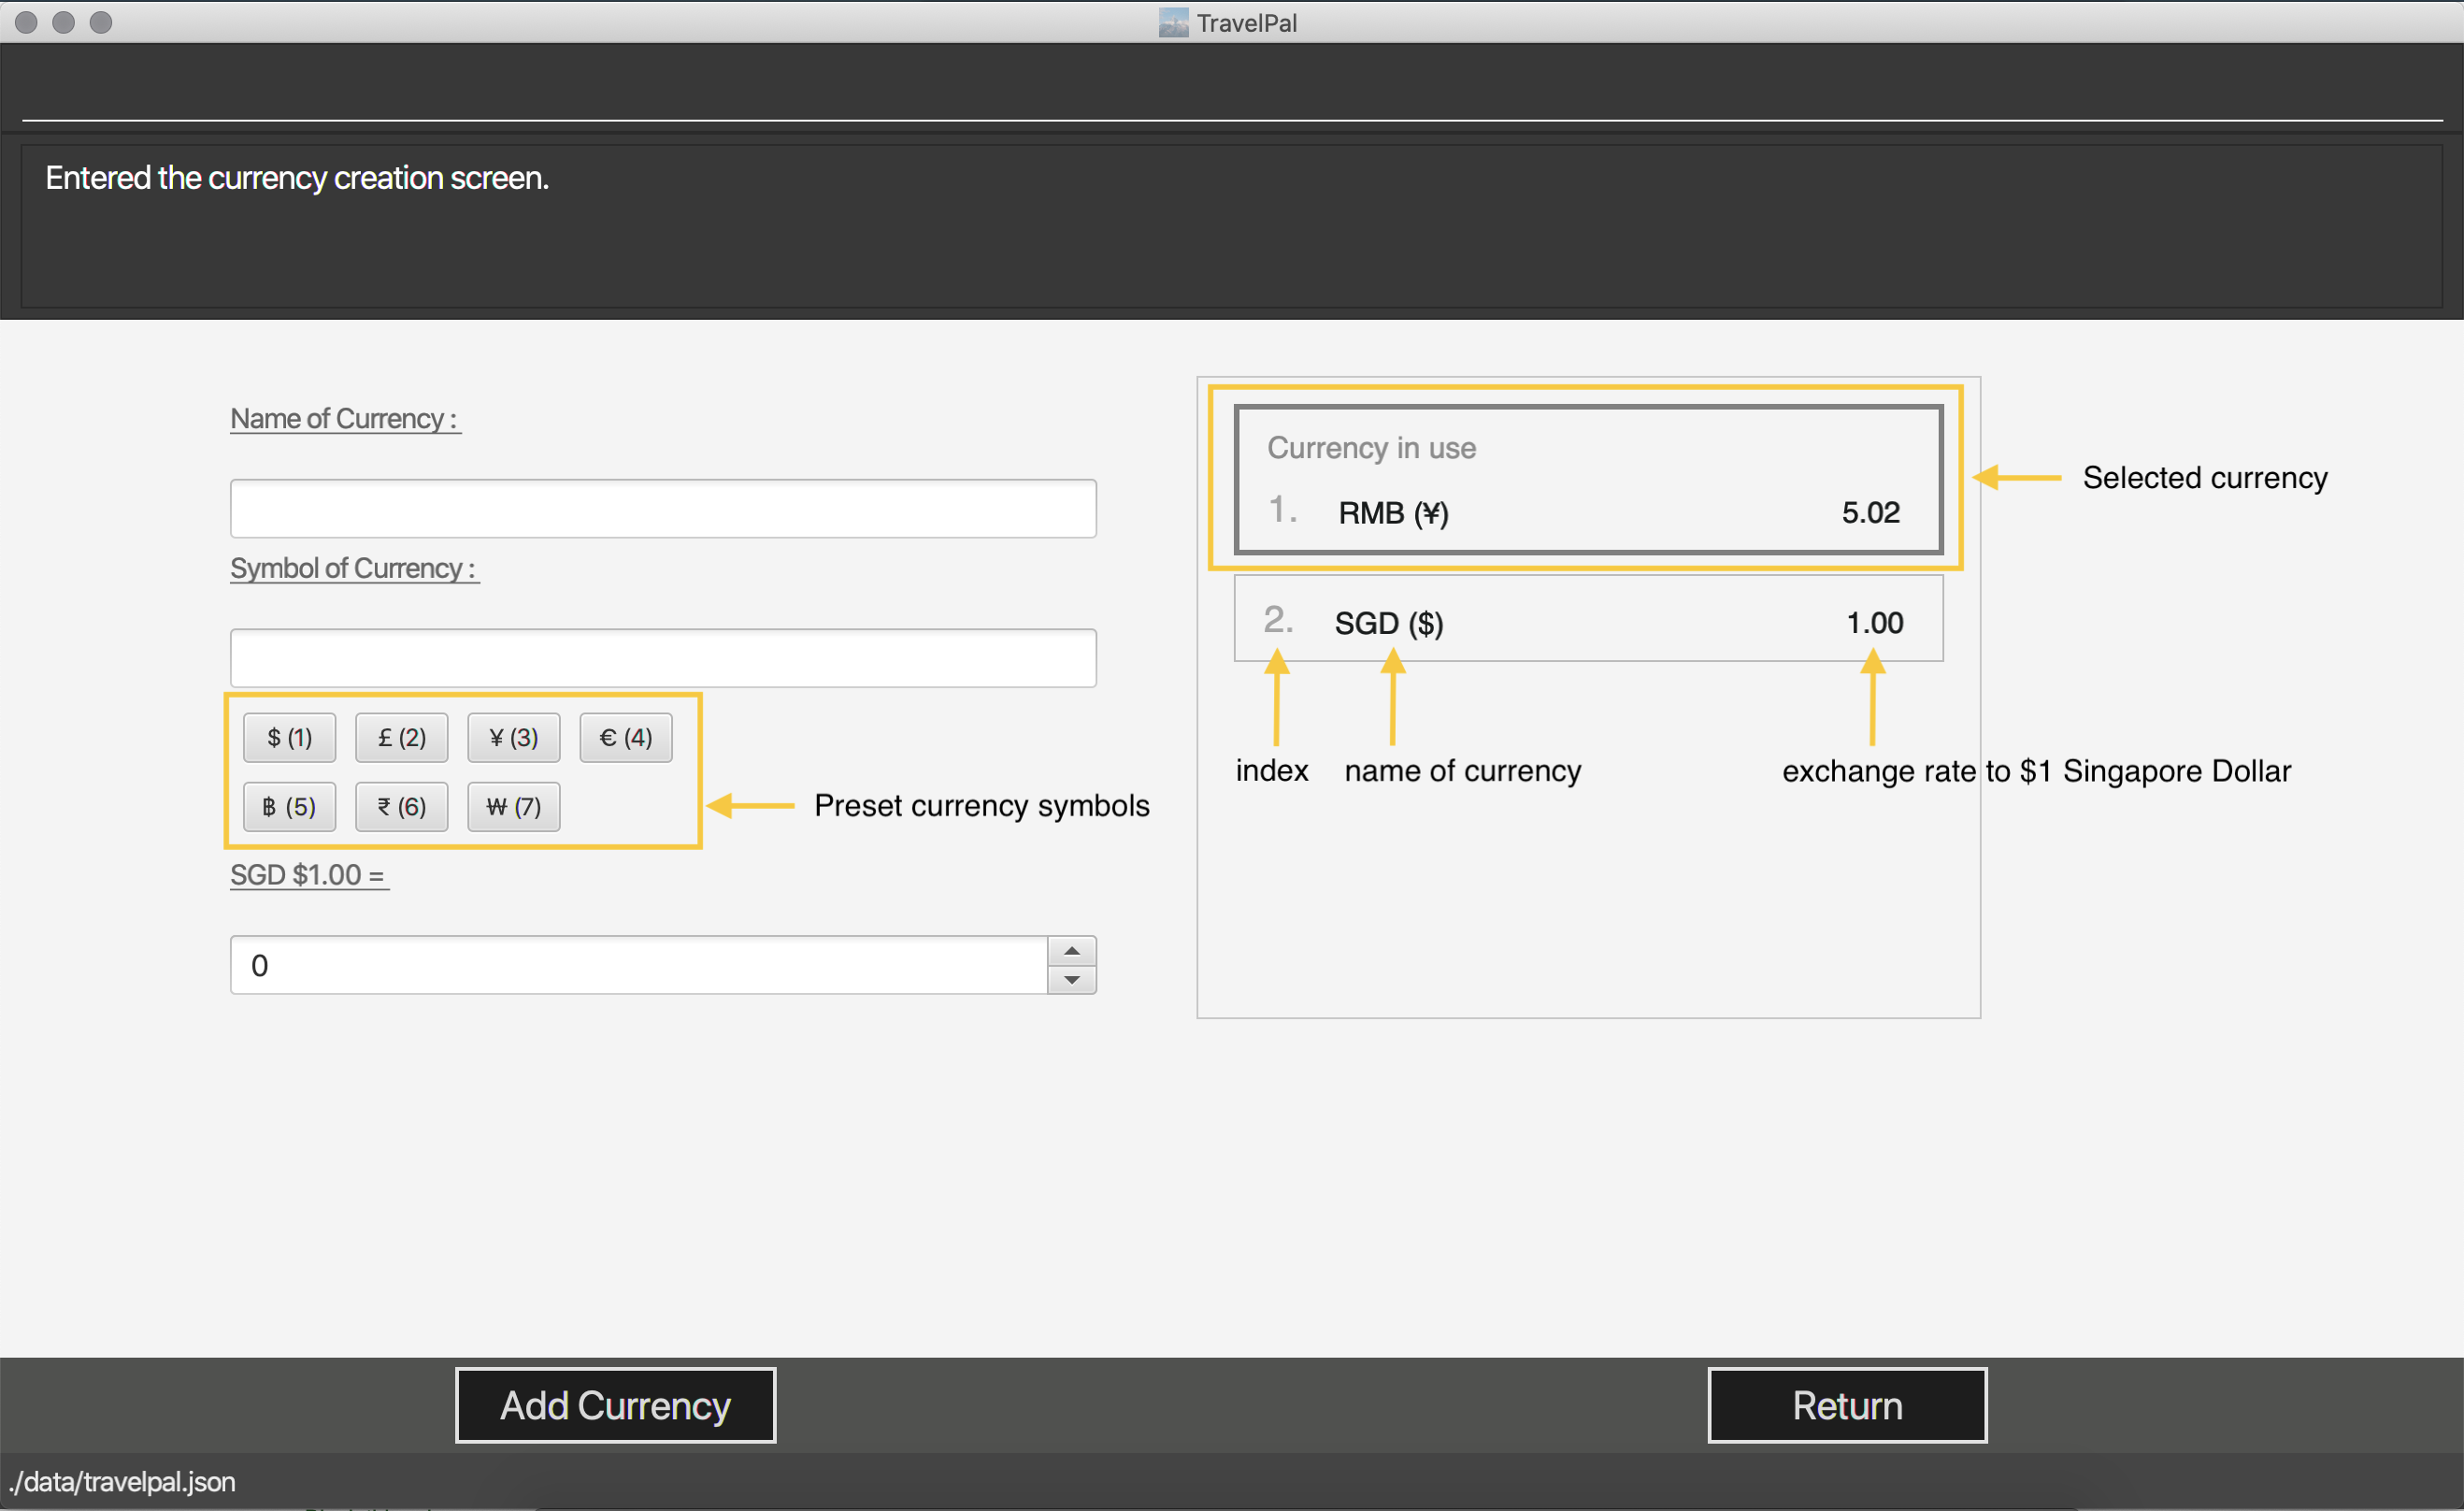 TravelPal
Entered the currency creation screen.
Name of Currency :
Symbol of Currency :
$ (1) £ (2) ¥ (3) € (4)
฿ (5) ₹ (6) ₩ (7)
Preset currency symbols
SGD $1.00 =
0
Currency in use
1. RMB (¥) 5.02
Selected currency
2. SGD ($) 1.00
index name of currency exchange rate to $1 Singapore Dollar
Add Currency Return
./data/travelpal.json